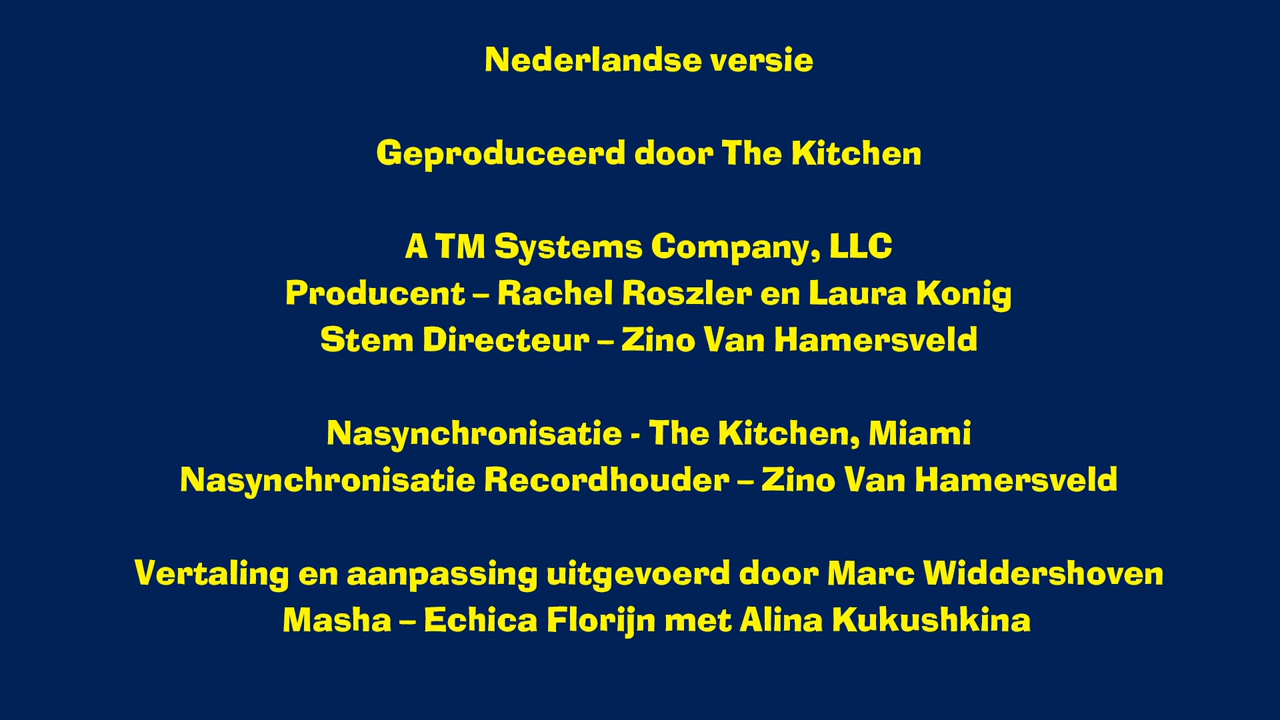 Nederlandse versie
Geproduceerd door The Kitchen
A TM Systems Company, LLC
Producent – Rachel Roszler en Laura Konig
Stem Directeur – Zino Van Hamersveld
Nasynchronisatie - The Kitchen, Miami
Nasynchronisatie Recordhouder – Zino Van Hamersveld
Vertaling en aanpassing uitgevoerd door Marc Widdershoven
Masha – Echica Florijn met Alina Kukushkina